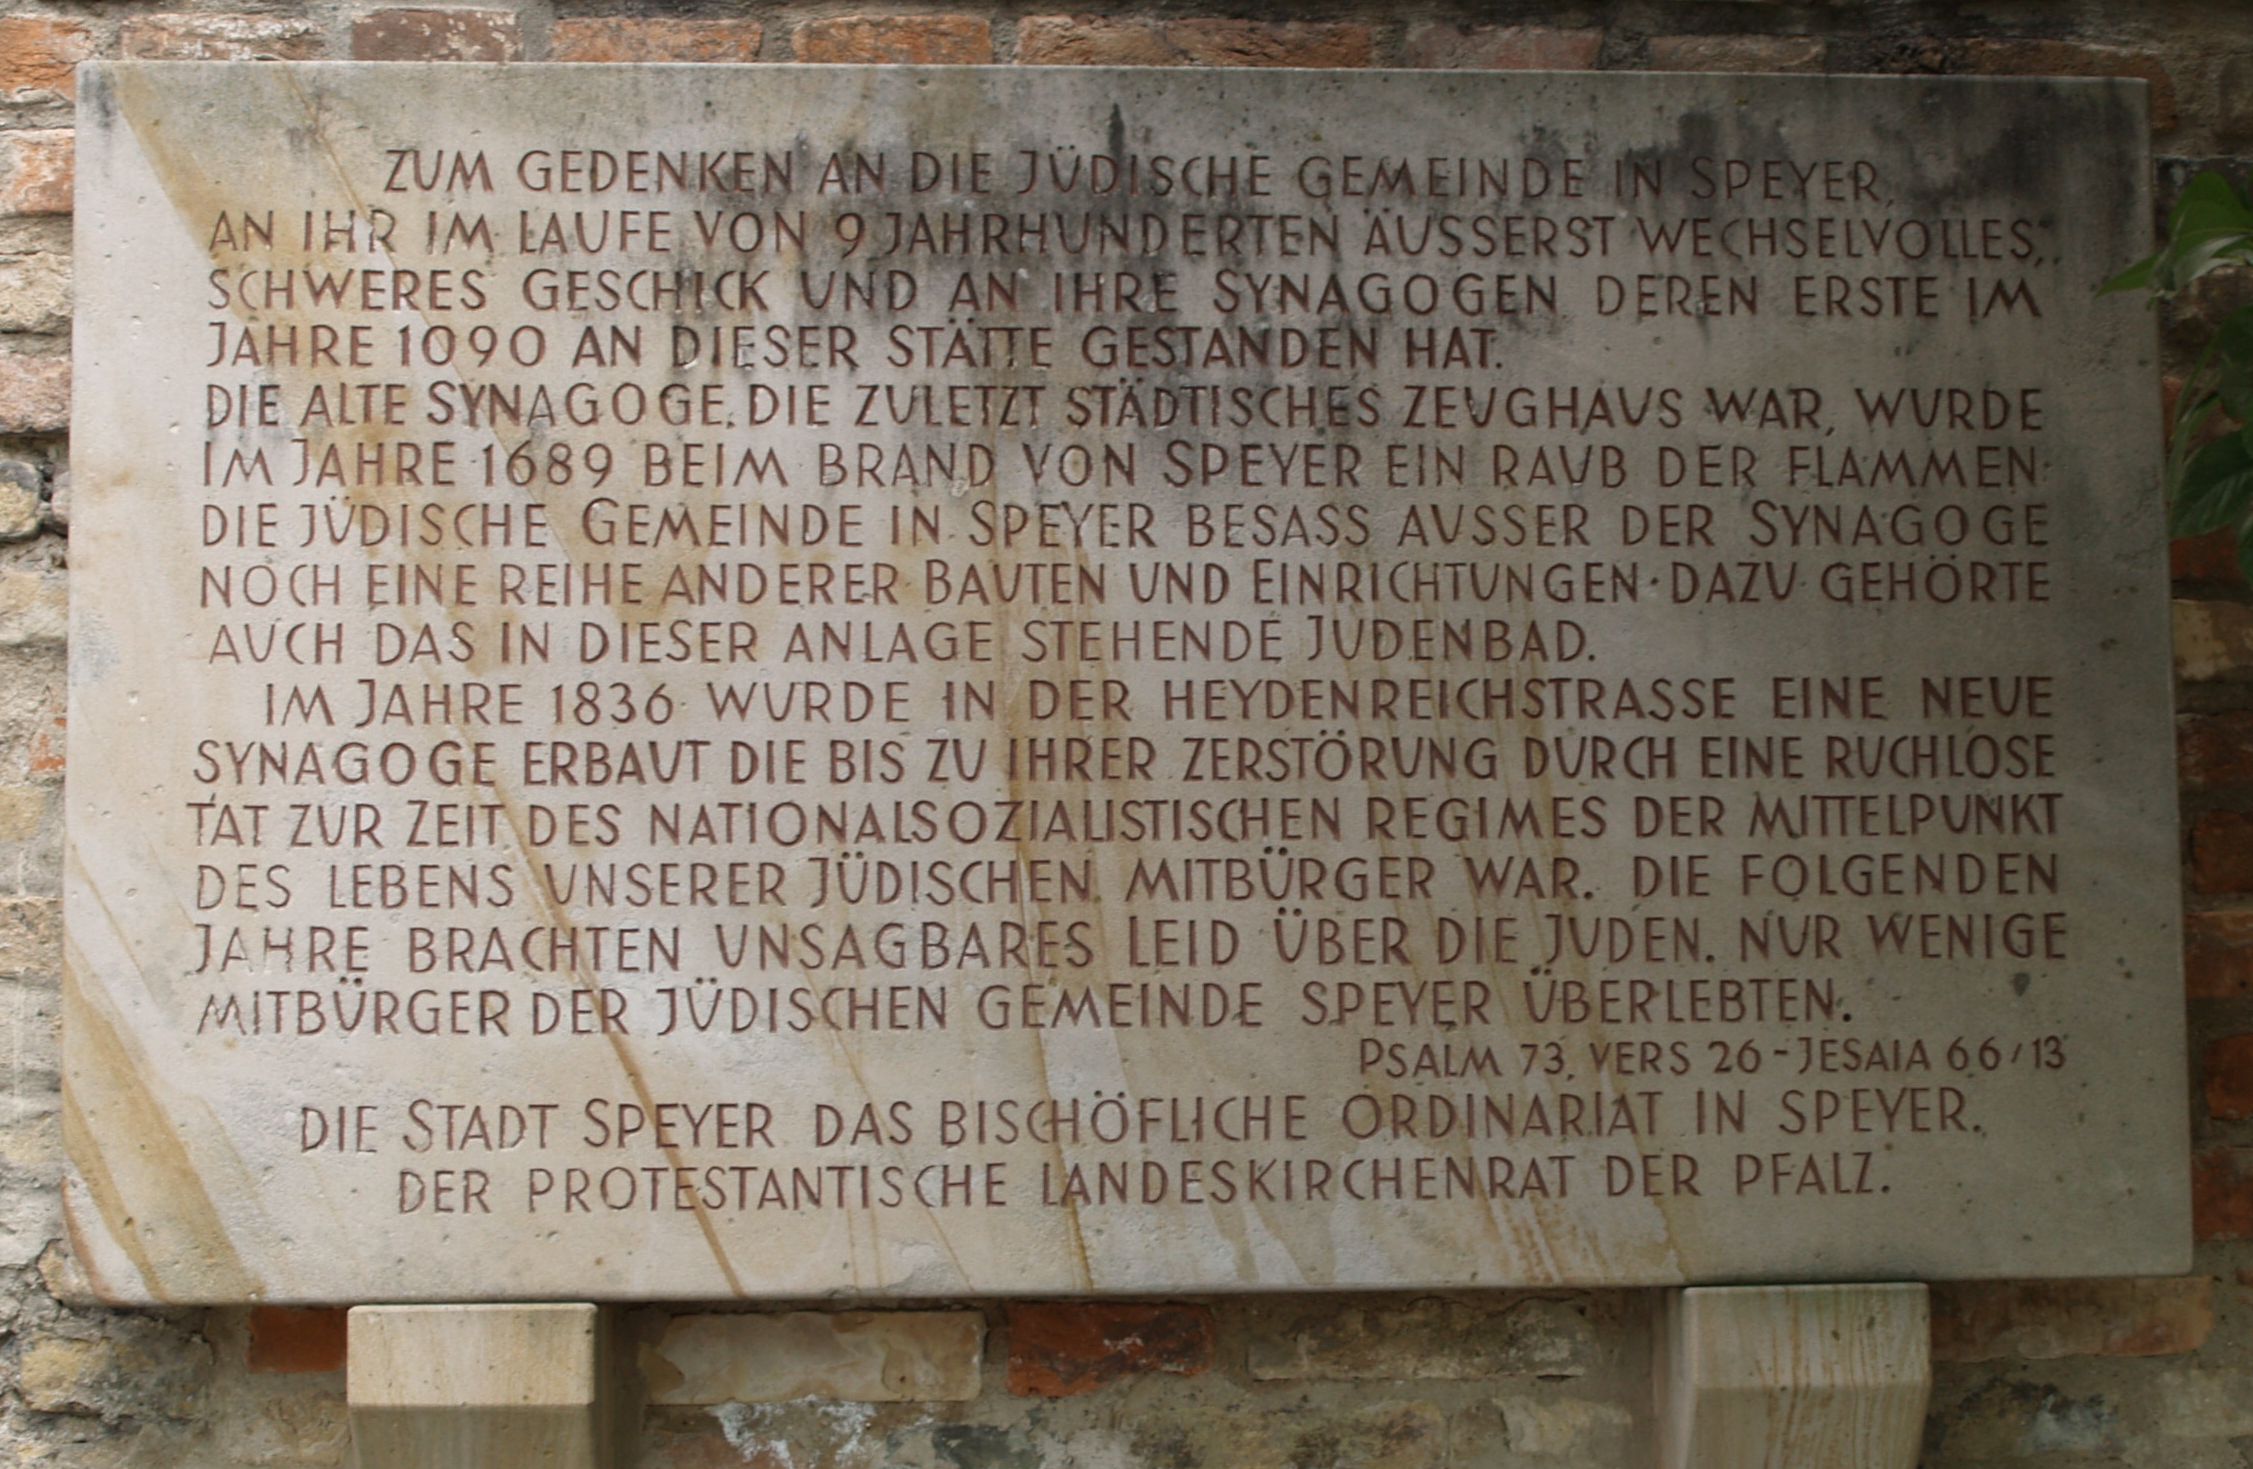 ZUM GEDENKEN AN DIE JÜDISCHE GEMEINDE IN SPEYER,
AN IHR IM LAUFE VON 9 JAHRHUNDERTEN ÄUSSERST WECHSELVOLLES,
SCHWERES GESCHICK UND AN IHRE SYNAGOGEN DEREN ERSTE IM
JAHRE 1090 AN DIESER STÄTTE GESTANDEN HAT.
DIE ALTE SYNAGOGE, DIE ZULETZT STÄDTISCHES ZEUGHAUS WAR, WURDE
IM JAHRE 1689 BEIM BRAND VON SPEYER EIN RAUB DER FLAMMEN·
DIE JÜDISCHE GEMEINDE IN SPEYER BESASS AUSSER DER SYNAGOGE
NOCH EINE REIHE ANDERER BAUTEN UND EINRICHTUNGEN · DAZU GEHÖRTE
AUCH DAS IN DIESER ANLAGE STEHENDE JUDENBAD.
IM JAHRE 1836 WURDE IN DER HEYDENREICHSTRASSE EINE NEUE
SYNAGOGE ERBAUT DIE BIS ZU IHRER ZERSTÖRUNG DURCH EINE RUCHLOSE
TAT ZUR ZEIT DES NATIONALSOZIALISTISCHEN REGIMES DER MITTELPUNKT
DES LEBENS UNSERER JÜDISCHEN MITBÜRGER WAR. DIE FOLGENDEN
JAHRE BRACHTEN UNSAGBARES LEID ÜBER DIE JUDEN. NUR WENIGE
MITBÜRGER DER JÜDISCHEN GEMEINDE SPEYER ÜBERLEBTEN.
PSALM 73, VERS 26 - JESAIA 66/13
DIE STADT SPEYER DAS BISCHÖFLICHE ORDINARIAT IN SPEYER.
DER PROTESTANTISCHE LANDESKIRCHENRAT DER PFALZ.